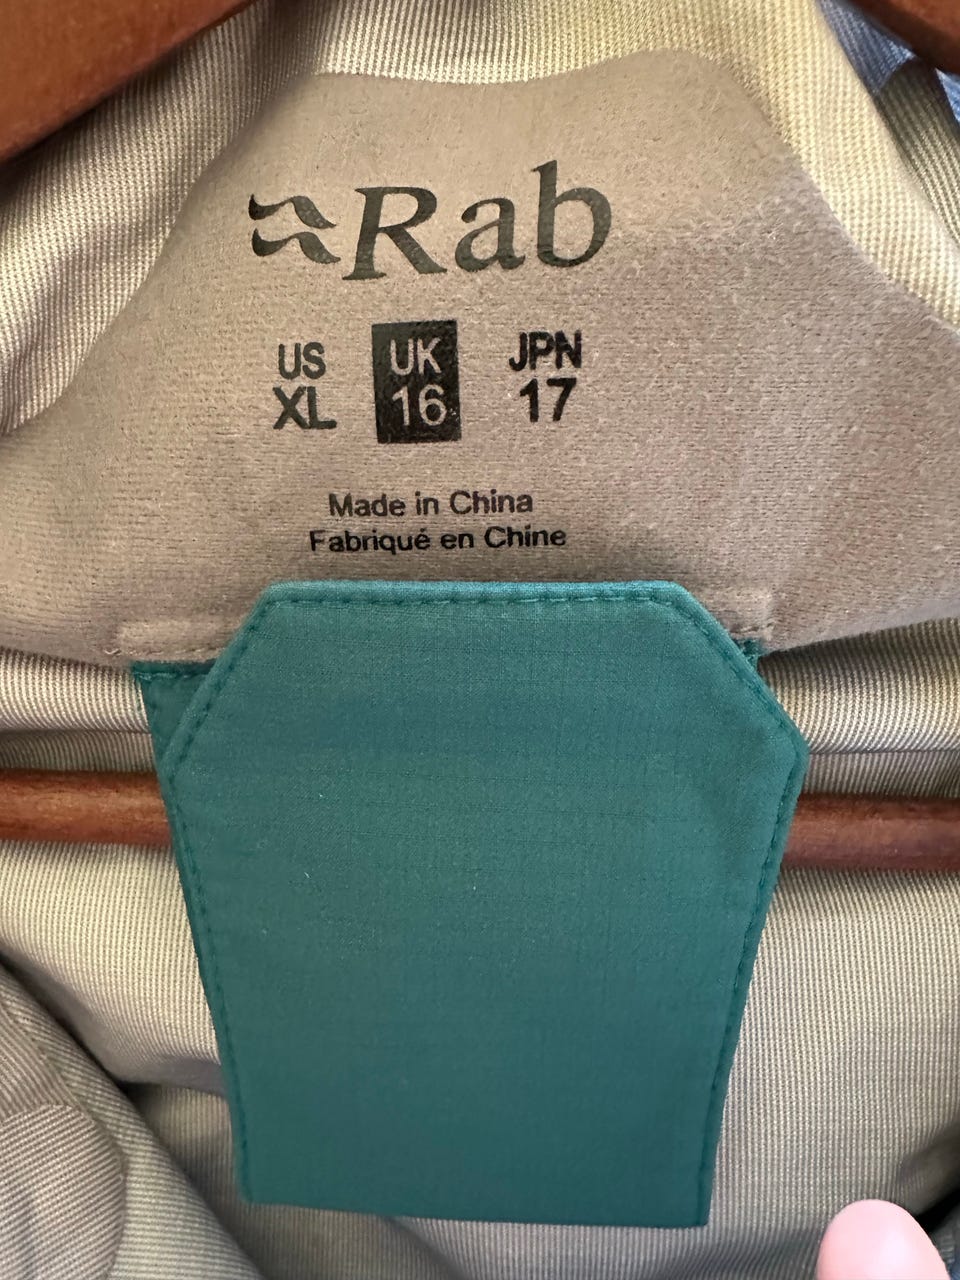 Rab
US UK JPN
XL 16 17
Made in China
Fabriqué en Chine